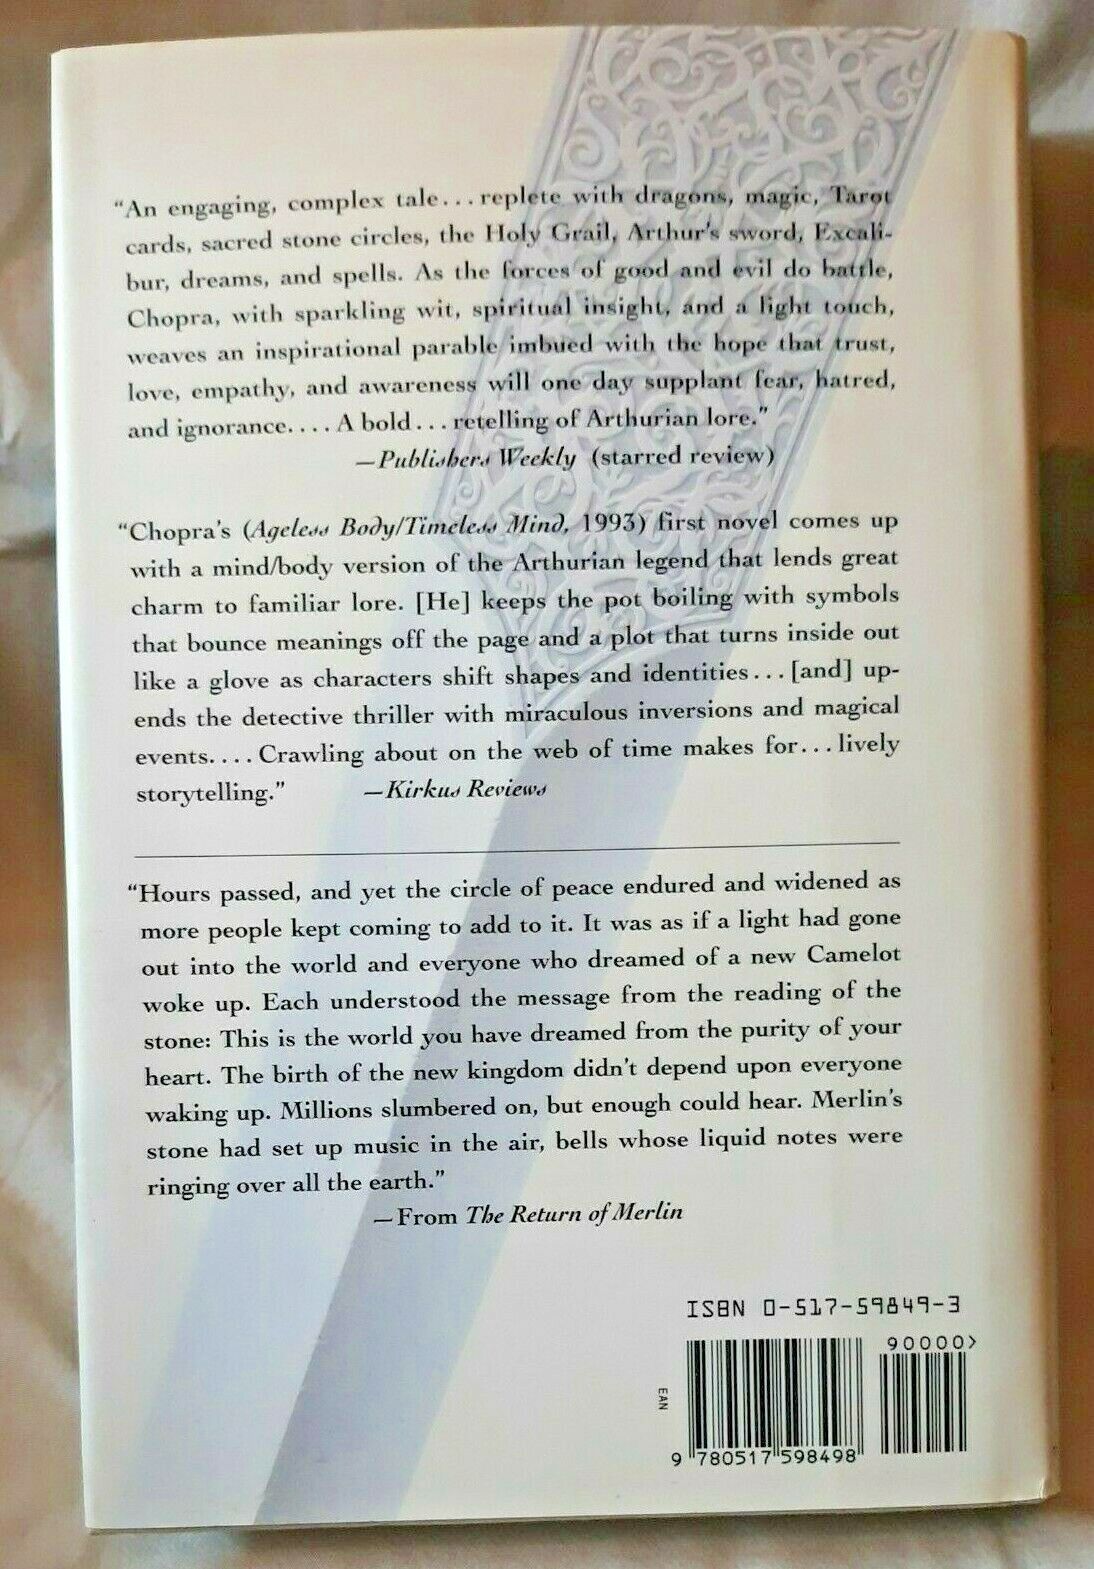 “An engaging, complex tale...replete with dragons, magic, Tarot
cards, sacred stone circles, the Holy Grail, Arthur’s sword, Excali-
bur, dreams, and spells. As the forces of good and evil do battle,
Chopra, with sparkling wit, spiritual insight, and a light touch,
weaves an inspirational parable imbued with the hope that trust,
love, empathy, and awareness will one day supplant fear, hatred,
and ignorance.... A bold...retelling of Arthurian lore.”
—Publishers Weekly (starred review)
“Chopra’s (Ageless Body/Timeless Mind, 1993) first novel comes up
with a mind/body version of the Arthurian legend that lends great
charm to familiar lore. [He] keeps the pot boiling with symbols
that bounce meanings off the page and a plot that turns inside out
like a glove as characters shift shapes and identities...[and] up-
ends the detective thriller with miraculous inversions and magical
events.... Crawling about on the web of time makes for...lively
storytelling.” —Kirkus Reviews
“Hours passed, and yet the circle of peace endured and widened as
more people kept coming to add to it. It was as if a light had gone
out into the world and everyone who dreamed of a new Camelot
woke up. Each understood the message from the reading of the
stone: This is the world you have dreamed from the purity of your
heart. The birth of the new kingdom didn’t depend upon everyone
waking up. Millions slumbered on, but enough could hear. Merlin’s
stone had set up music in the air, bells whose liquid notes were
ringing over all the earth.”
—From The Return of Merlin
ISBN 0-517-59849-3
90000>
EAN
9 780517 598498